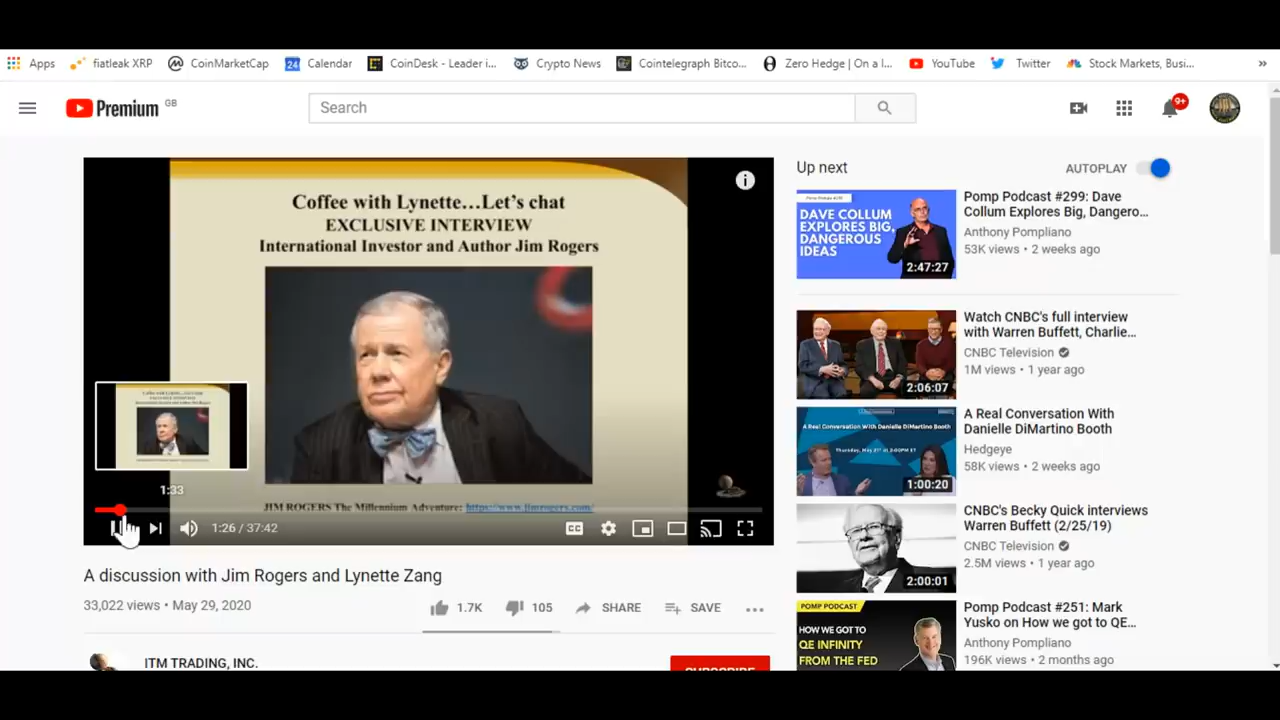 Apps
fiatleak XRP
CoinMarketCap
24
Calendar
CoinDesk - Leader i...
Crypto News
Cointelegraph Bitco...
Zero Hedge | On a l...
YouTube
Twitter
Stock Markets, Busi...
»
Premium GB
Search
9+
Coffee with Lynette…Let's chat
EXCLUSIVE INTERVIEW
International Investor and Author Jim Rogers
JIM ROGERS The Millennium Adventure: https://www.jimrogers.com/
1:33
1:26 / 37:42
CC
A discussion with Jim Rogers and Lynette Zang
33,022 views • May 29, 2020
1.7K
105
SHARE
SAVE
ITM TRADING, INC.
SUBSCRIBE
Up next
AUTOPLAY
DAVE COLLUM
EXPLORES BIG,
DANGEROUS
IDEAS
2:47:27
Pomp Podcast #299: Dave
Collum Explores Big, Dangero...
Anthony Pompliano
53K views • 2 weeks ago
2:06:07
Watch CNBC's full interview
with Warren Buffett, Charlie...
CNBC Television
1M views • 1 year ago
A Real Conversation With Danielle DiMartino Booth
1:00:20
A Real Conversation With
Danielle DiMartino Booth
Hedgeye
58K views • 2 weeks ago
2:00:01
CNBC's Becky Quick interviews
Warren Buffett (2/25/19)
CNBC Television
2.5M views • 1 year ago
POMP PODCAST
HOW WE GOT TO
QE INFINITY
FROM THE FED
Pomp Podcast #251: Mark
Yusko on How we got to QE...
Anthony Pompliano
196K views • 2 months ago